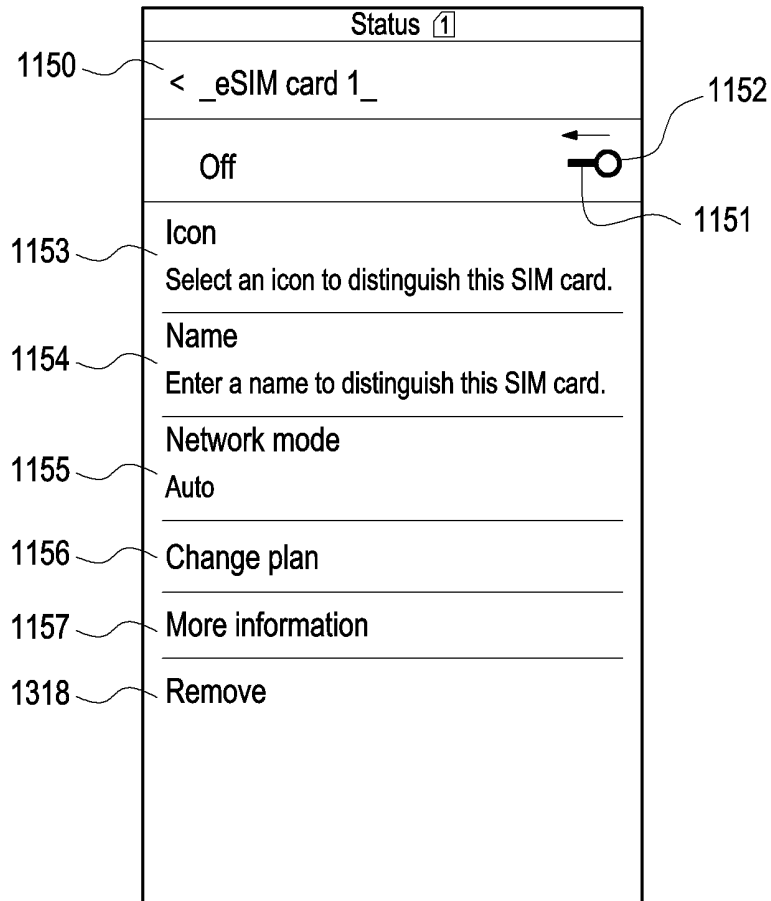 Status 1
1150
< _eSIM card 1_
1152
Off
1151
1153
Icon
Select an icon to distinguish this SIM card.
1154
Name
Enter a name to distinguish this SIM card.
1155
Network mode
Auto
1156
Change plan
1157
More information
1318
Remove